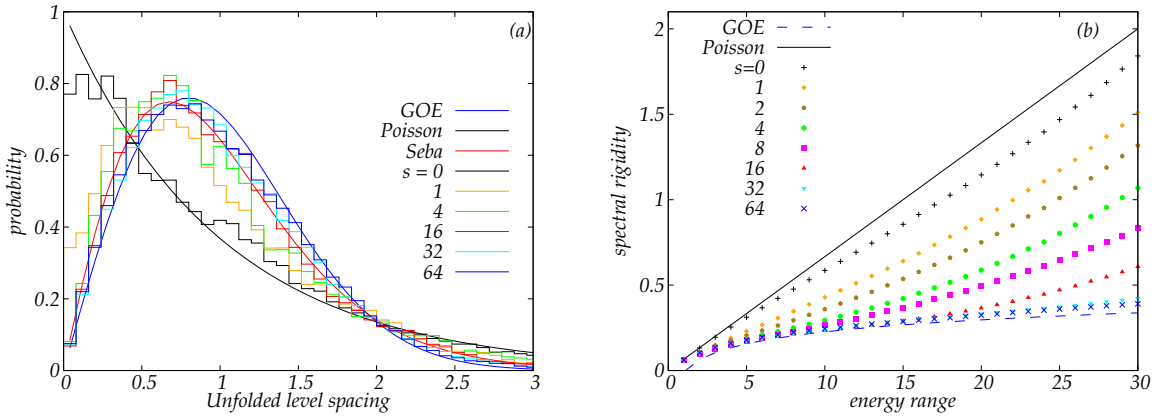 (a)
1
0.8
0.6
0.4
0.2
0
probability
GOE
Poisson
Seba
s = 0
1
4
16
32
64
0 0.5 1 1.5 2 2.5 3
Unfolded level spacing
(b)
2
1.5
1
0.5
0
spectral rigidity
GOE
Poisson
s=0
1
2
4
8
16
32
64
0 5 10 15 20 25 30
energy range